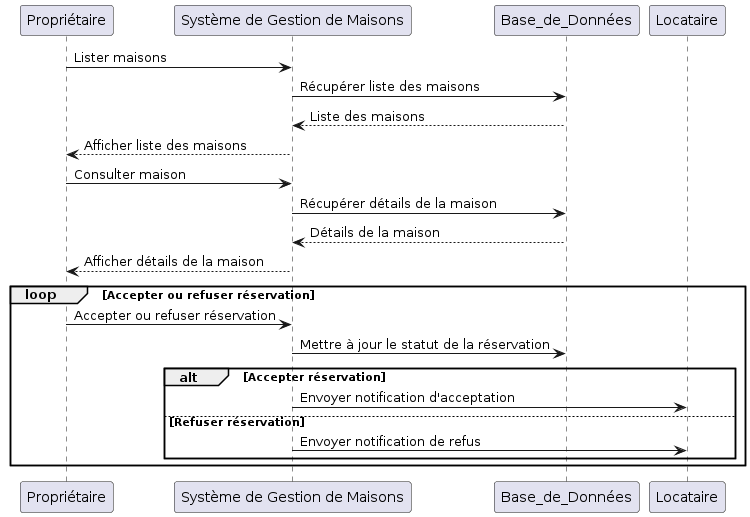 Propriétaire
Système de Gestion de Maisons
Base_de_Données
Locataire
Lister maisons
Récupérer liste des maisons
Liste des maisons
Afficher liste des maisons
Consulter maison
Récupérer détails de la maison
Détails de la maison
Afficher détails de la maison
loop [Accepter ou refuser réservation]
Accepter ou refuser réservation
Mettre à jour le statut de la réservation
alt [Accepter réservation]
Envoyer notification d'acceptation
[Refuser réservation]
Envoyer notification de refus
Propriétaire
Système de Gestion de Maisons
Base_de_Données
Locataire